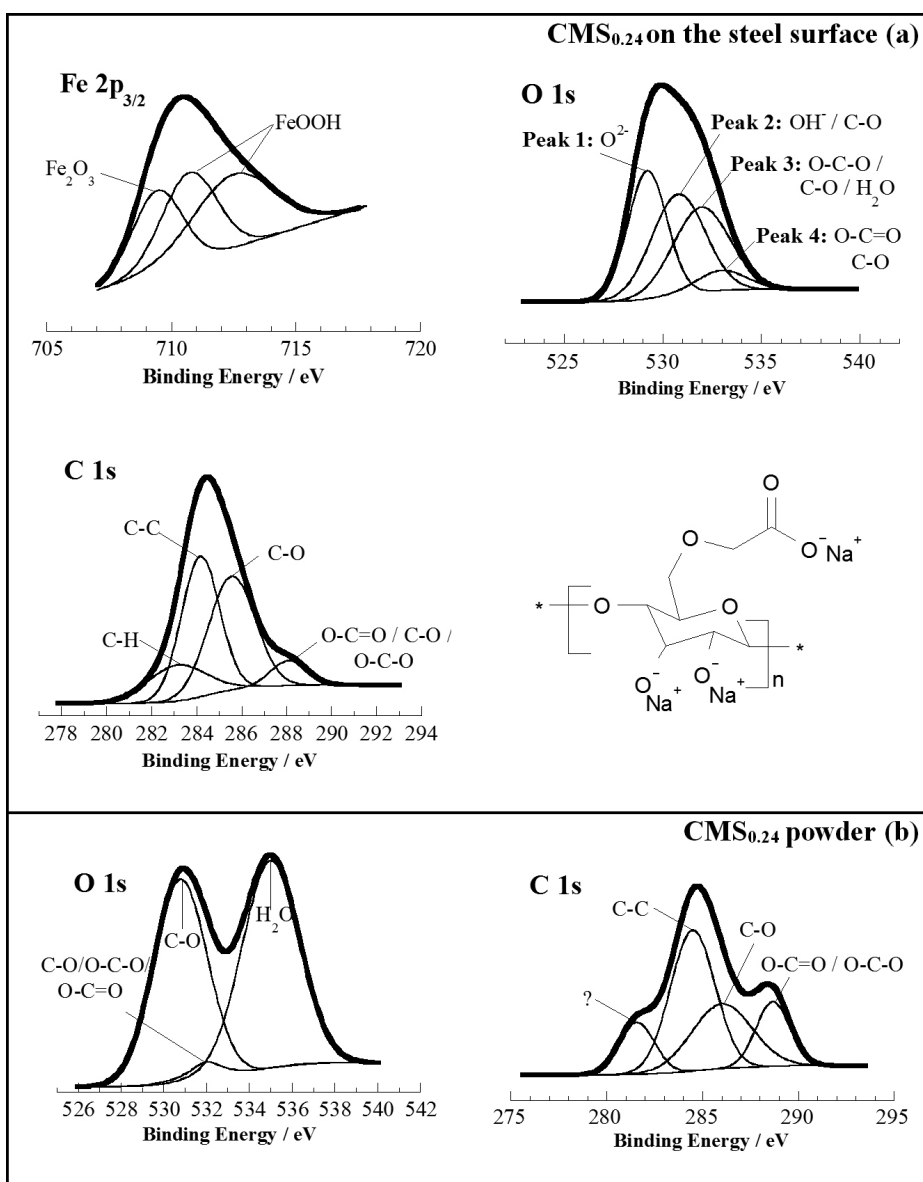 CMS0.24 on the steel surface (a)
Fe 2p3/2
FeOOH
Fe2O3
705 710 715 720
Binding Energy / eV
O 1s
Peak 1: O2-
Peak 2: OH- / C-O
Peak 3: O-C-O /
C-O / H2O
Peak 4: O-C=O
C-O
525 530 535 540
Binding Energy / eV
C 1s
C-C
C-O
C-H
O-C=O / C-O /
O-C-O
278 280 282 284 286 288 290 292 294
Binding Energy / eV
O
O O- Na+
* O O *
O- O- n
Na+ Na+
CMS0.24 powder (b)
O 1s
H2O
C-O
C-O/O-C-O/
O-C=O
526 528 530 532 534 536 538 540 542
Binding Energy / eV
C 1s
C-C
C-O
O-C=O / O-C-O
?
275 280 285 290 295
Binding Energy / eV